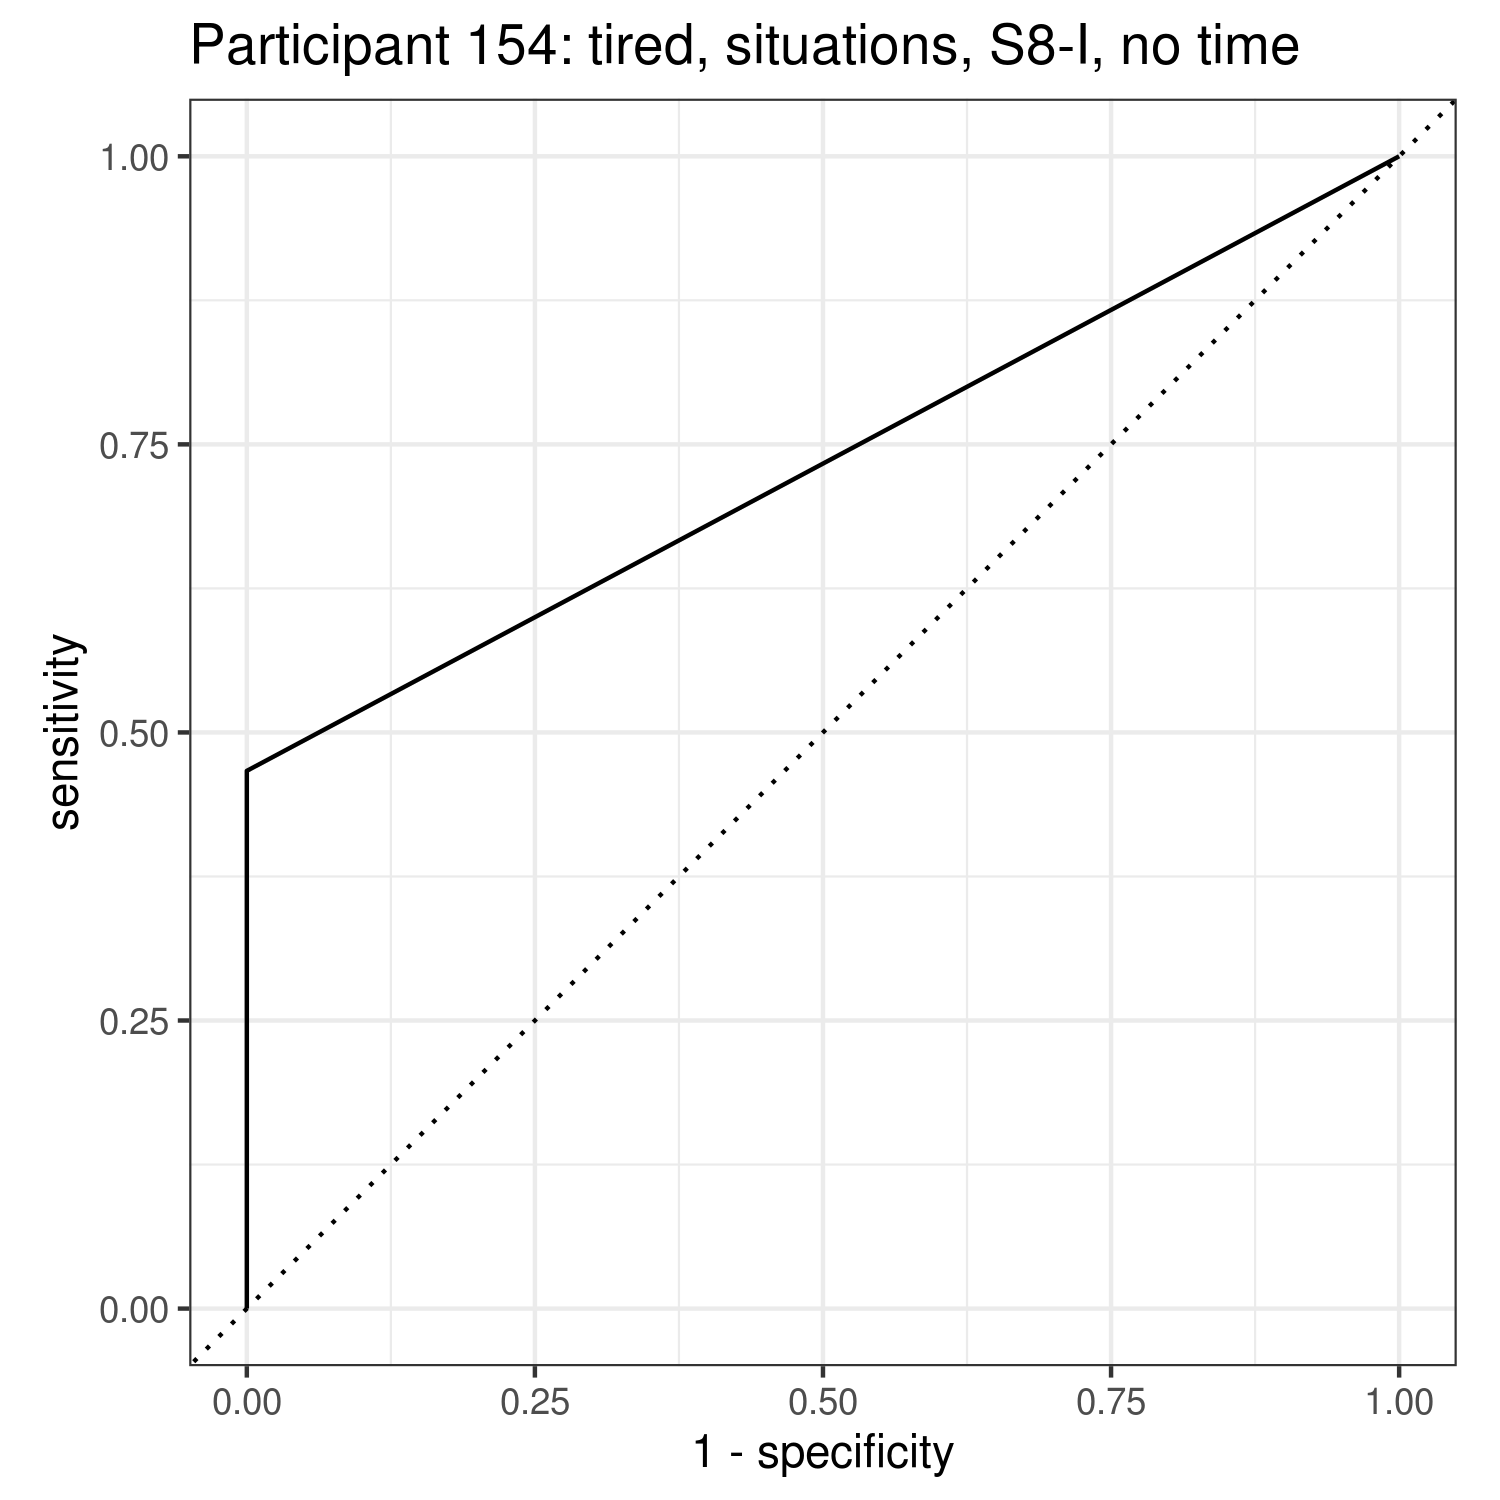 Participant 154: tired, situations, S8-I, no time
1.00
0.75
0.50
0.25
0.00
sensitivity
0.00 0.25 0.50 0.75 1.00
1 - specificity